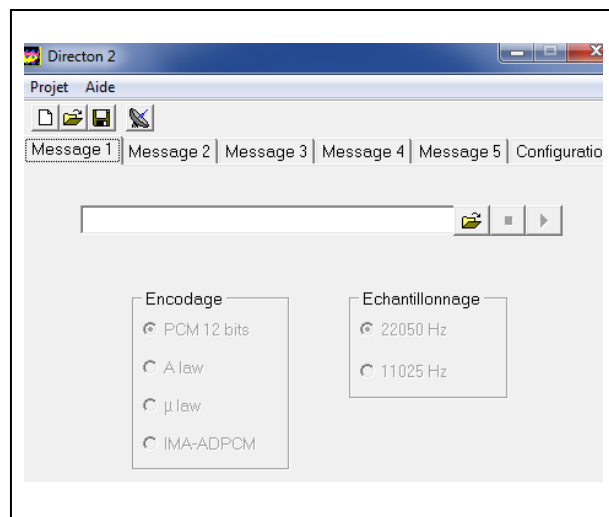 Directon 2
Projet Aide
Message 1 Message 2 Message 3 Message 4 Message 5 Configuratio
Encodage
PCM 12 bits
A law
µ law
IMA-ADPCM
Echantillonnage
22050 Hz
11025 Hz